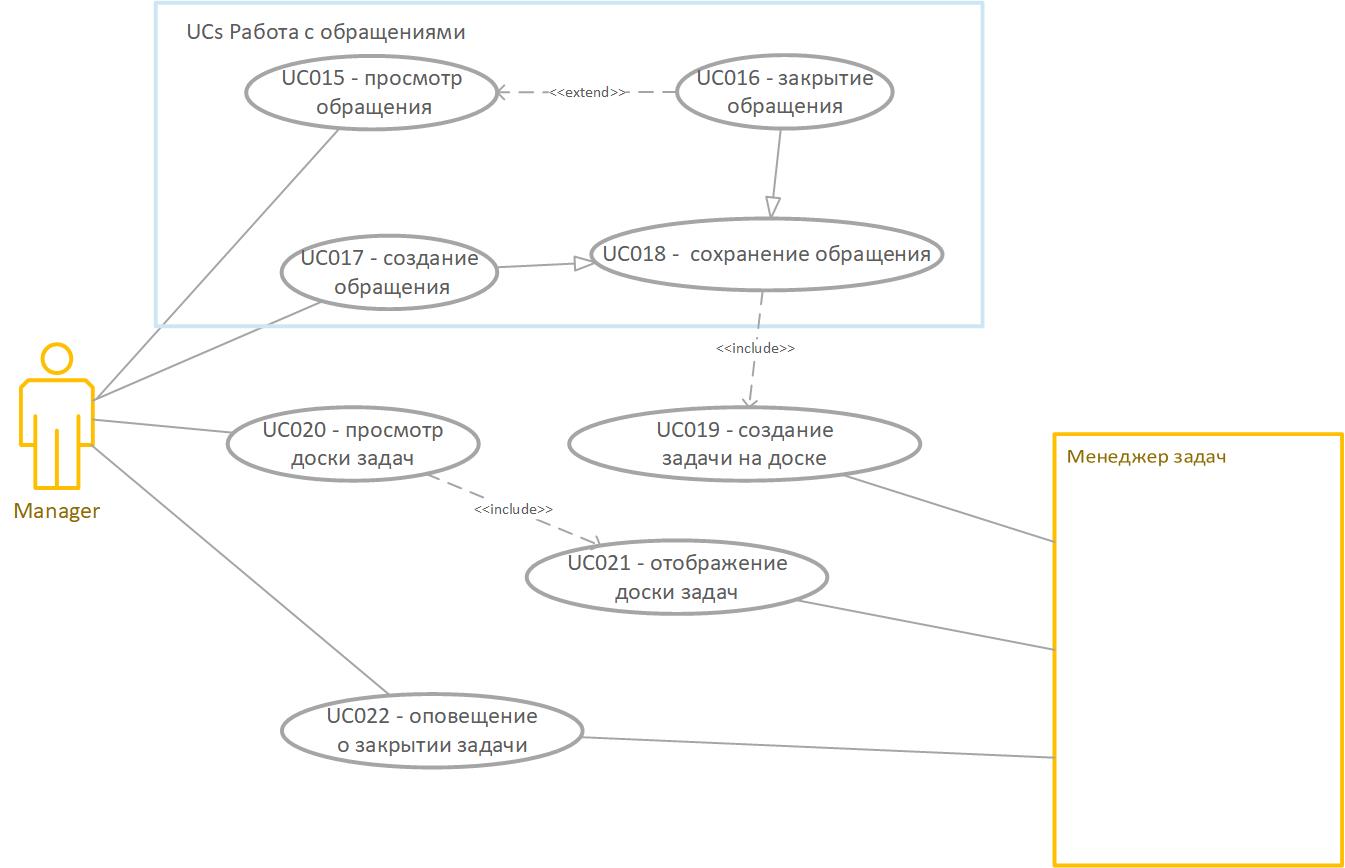 UCs Работа с обращениями
UC015 - просмотр
обращения
<<extend>>
UC016 - закрытие
обращения
UC017 - создание
обращения
UC018 - сохранение обращения
<<include>>
UC020 - просмотр
доски задач
UC019 - создание
задачи на доске
Менеджер задач
Manager
<<include>>
UC021 - отображение
доски задач
UC022 - оповещение
о закрытии задачи